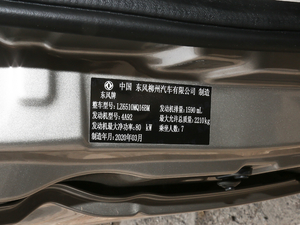 中国 东风柳州汽车有限公司 制造
东风牌
整车型号:LZ6510MQ16BM 发动机排量:1590 mL
发动机型号:4A92 最大允许总质量:2210kg
发动机最大净功率:80 kW 乘坐人数:7
制造年月:2020年03月